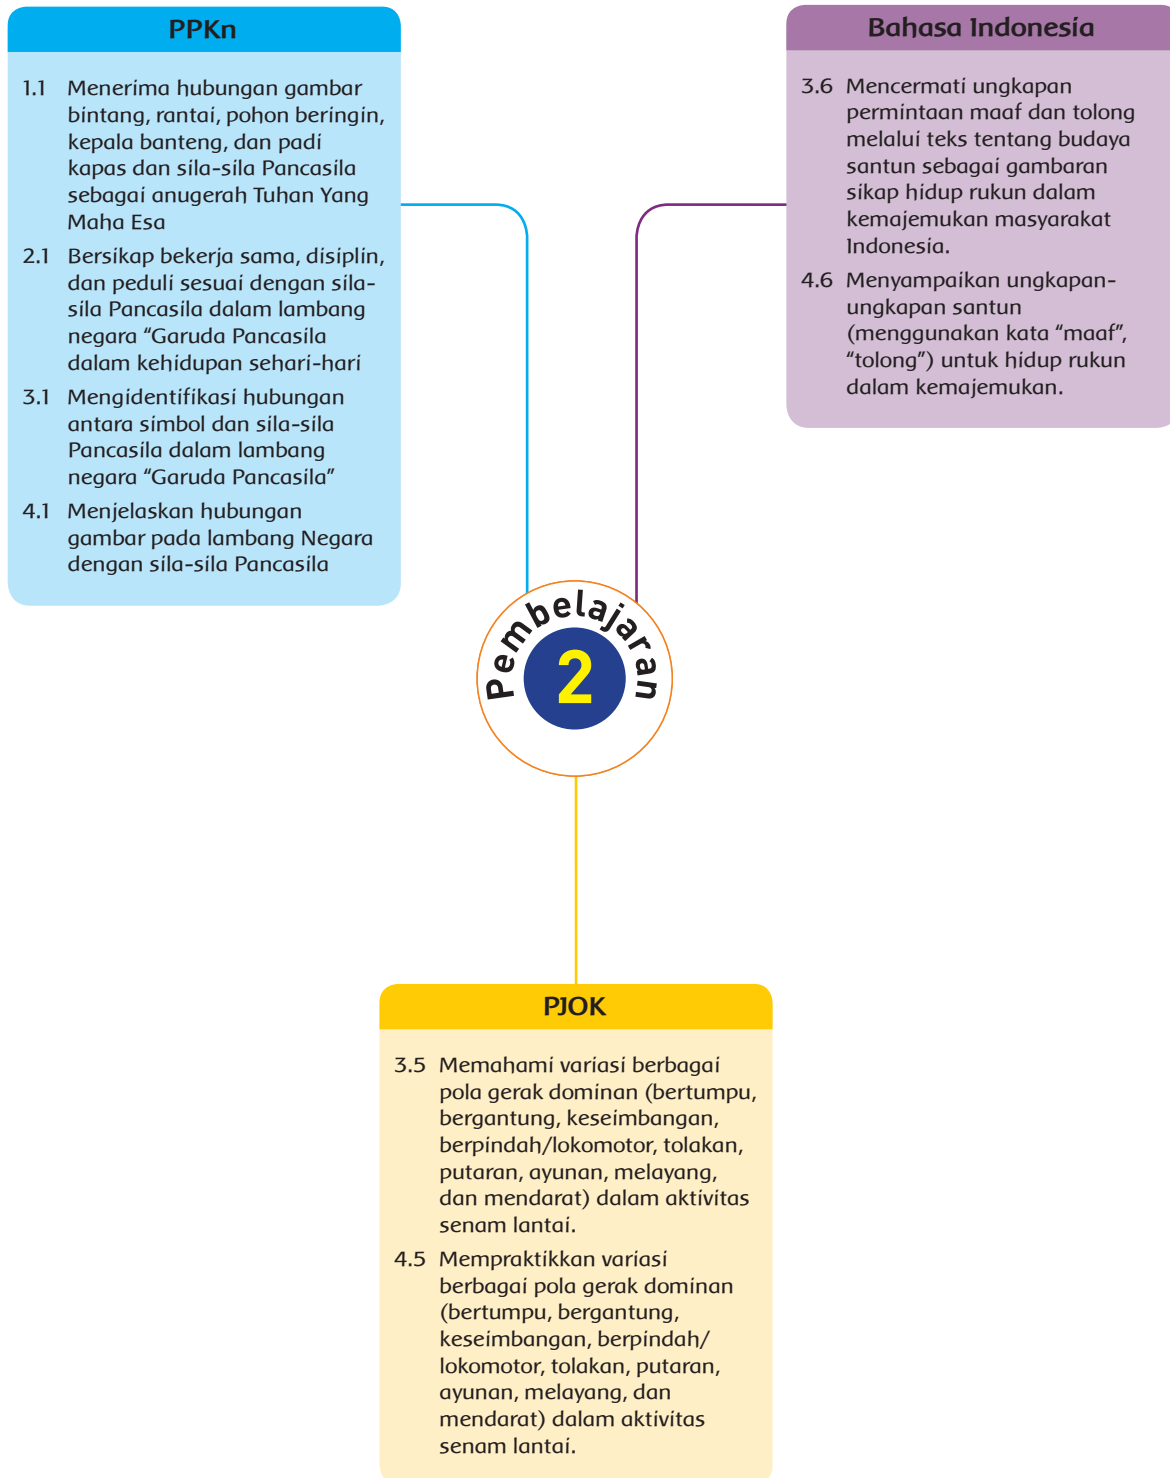 PPKn
1.1 Menerima hubungan gambar
bintang, rantai, pohon beringin,
kepala banteng, dan padi
kapas dan sila-sila Pancasila
sebagai anugerah Tuhan Yang
Maha Esa
2.1 Bersikap bekerja sama, disiplin,
dan peduli sesuai dengan sila-
sila Pancasila dalam lambang
negara “Garuda Pancasila
dalam kehidupan sehari-hari
3.1 Mengidentifikasi hubungan
antara simbol dan sila-sila
Pancasila dalam lambang
negara “Garuda Pancasila”
4.1 Menjelaskan hubungan
gambar pada lambang Negara
dengan sila-sila Pancasila
Bahasa Indonesia
3.6 Mencermati ungkapan
permintaan maaf dan tolong
melalui teks tentang budaya
santun sebagai gambaran
sikap hidup rukun dalam
kemajemukan masyarakat
Indonesia.
4.6 Menyampaikan ungkapan-
ungkapan santun
(menggunakan kata “maaf”,
“tolong”) untuk hidup rukun
dalam kemajemukan.
Pembelajaran
2
PJOK
3.5 Memahami variasi berbagai
pola gerak dominan (bertumpu,
bergantung, keseimbangan,
berpindah/lokomotor, tolakan,
putaran, ayunan, melayang,
dan mendarat) dalam aktivitas
senam lantai.
4.5 Mempraktikkan variasi
berbagai pola gerak dominan
(bertumpu, bergantung,
keseimbangan, berpindah/
lokomotor, tolakan, putaran,
ayunan, melayang, dan
mendarat) dalam aktivitas
senam lantai.